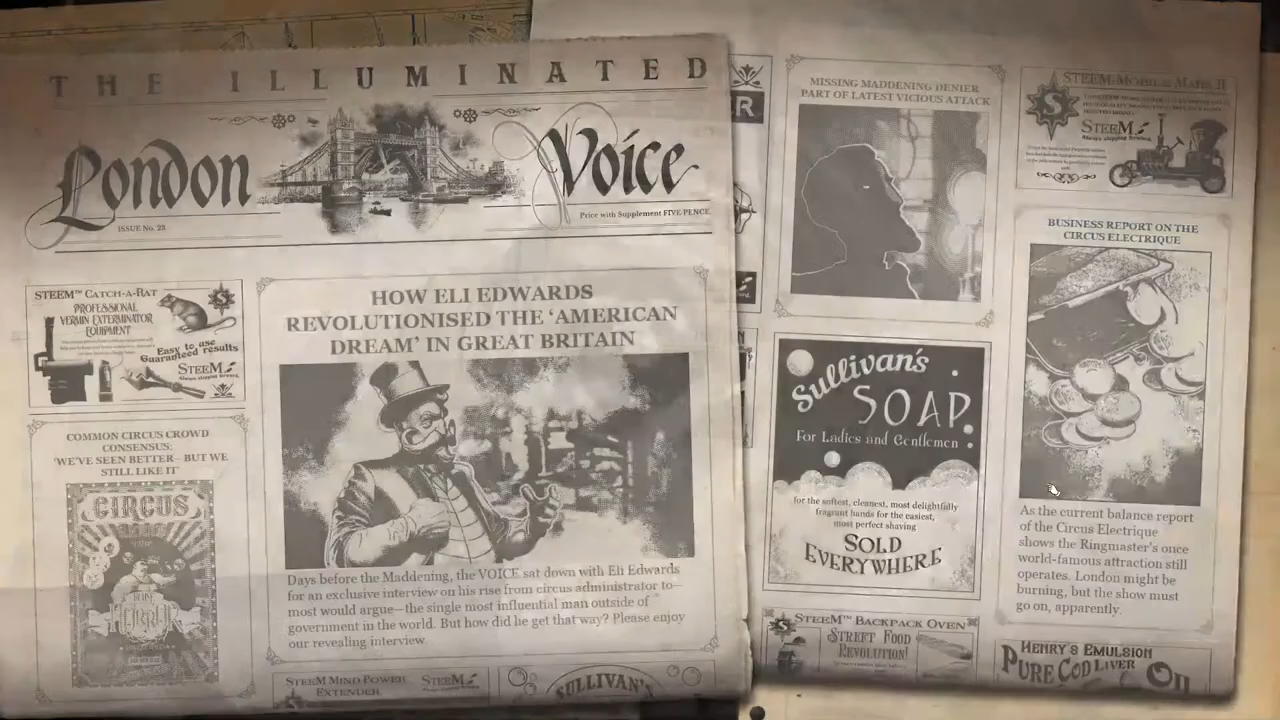 THE ILLUMINATED
London Voice
ISSUE No. 23
Price with Supplement FIVE PENCE
STEEM™ CATCH-A-RAT
PROFESSIONAL
VERMIN EXTERMINATOR
EQUIPMENT
Easy to use
Guaranteed results
STEEM
Always stepping forward.
COMMON CIRCUS CROWD
CONSENSUS:
'WE'VE SEEN BETTER– BUT WE
STILL LIKE IT'
CIRCUS
HOW ELI EDWARDS
REVOLUTIONISED THE 'AMERICAN
DREAM' IN GREAT BRITAIN
Days before the Maddening, the VOICE sat down with Eli Edwards
for an exclusive interview on his rise from circus administrator to—
most would argue—the single most influential man outside of
government in the world. But how did he get that way? Please enjoy
our revealing interview.
STEEM MIND POWER
EXTENDER
STEEM
SULLIVAN'S
ER
MISSING MADDENING DENIER
PART OF LATEST VICIOUS ATTACK
Sullivan's
SOAP
For Ladies and Gentlemen
for the softest, cleanest, most delightfully
fragrant hands for the easiest,
most perfect shaving
SOLD
EVERYWHERE
STEEM™ BACKPACK OVEN
STREET FOOD
REVOLUTION!
STEEM-MOBILE MARK II
S
STEEM
Always stepping forward.
BUSINESS REPORT ON THE
CIRCUS ELECTRIQUE
As the current balance report
of the Circus Electrique
shows the Ringmaster's once
world-famous attraction still
operates. London might be
burning, but the show must
go on, apparently.
HENRY'S EMULSION
PURE COD LIVER OIL